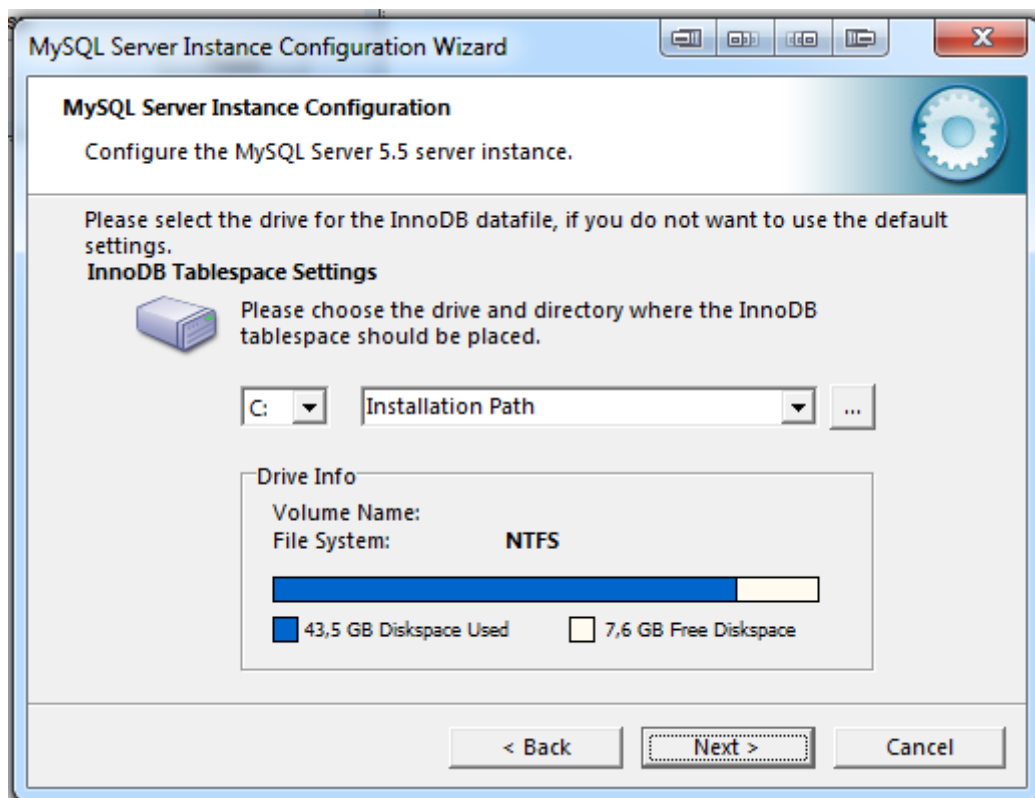 MySQL Server Instance Configuration Wizard
MySQL Server Instance Configuration
Configure the MySQL Server 5.5 server instance.
Please select the drive for the InnoDB datafile, if you do not want to use the default
settings.
InnoDB Tablespace Settings
Please choose the drive and directory where the InnoDB
tablespace should be placed.
C: Installation Path ...
Drive Info
Volume Name:
File System: NTFS
43,5 GB Diskspace Used 7,6 GB Free Diskspace
< Back Next > Cancel